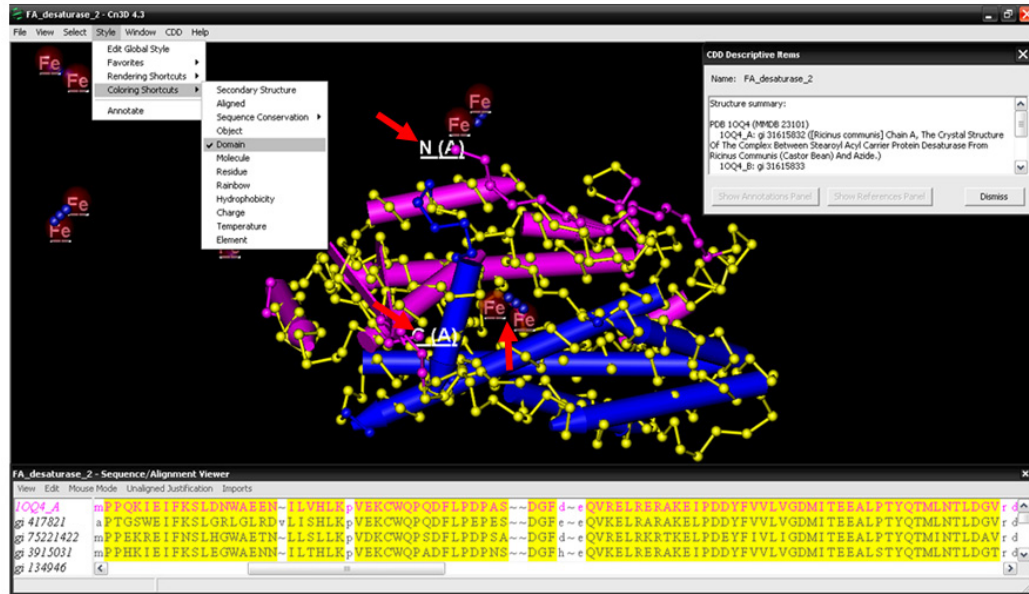 FA_desaturase_2 - Cn3D 4.3
File View Select Style Window CDD Help
Edit Global Style
Favorites
Rendering Shortcuts
Coloring Shortcuts
Annotate
Secondary Structure
Aligned
Sequence Conservation
Object
Domain
Molecule
Residue
Rainbow
Hydrophobicity
Charge
Temperature
Element
Fe
Fe
Fe
Fe
Fe
Fe
N (A)
Fe
Fe
(A)
CDD Descriptive Items
Name: FA_desaturase_2
Structure summary:
PDB 1OQ4 (MMDB 23101)
1OQ4_A: gi 31615832 ([Ricinus communis] Chain A, The Crystal Structure
Of The Complex Between Stearoyl Acyl Carrier Protein Desaturase From
Ricinus Communis (Castor Bean) And Azide.)
1OQ4_B: gi 31615833
Show Annotations Panel Show References Panel Dismiss
FA_desaturase_2 - Sequence/Alignment Viewer
View Edit Mouse Mode Unaligned Justification Imports
1OQ4_A mPPQKIEIFKSLDNWAEEN~ILVHLKpVEKCWQPQDFLPDPAS~~DGFd~eQVRELRERAKEIPDDYFVVLVGDMITEEALPTYQTMLNTLDGVrd
gi 417821 aPTGSWEIFKSLGRLGLRDvLISHLKpVEKCWQPQDFLPEPES~~DGFe~eQVKELRARAKEIPDDYFVVLVGDMITEEALPTYQTMLNTLDGVrd
gi 75221422 mPPEKREIFNSLHGWATN~LLSLLKpVDKCWQPSDFLPDPSA~~DGFd~eQVKELRKRTKELPDEYFIVLVGDMITEEALPTYQTMLNTLDAVrd
gi 3915031 mPPHKIEIFKSLEGWAENN~ILTHLKpVEKCWQPADFLPDPNS~~DGFh~eQVKELRERAKEIPDDYFVVLIGDMITEEALSTYQTMLNTLDGTrd
gi 134946